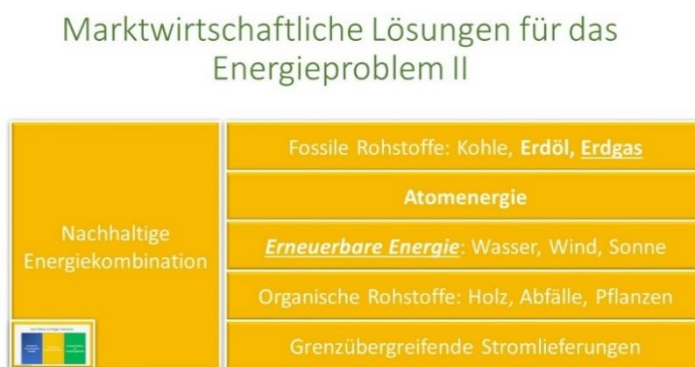 Marktwirtschaftliche Lösungen für das
Energieproblem II
Nachhaltige
Energiekombination
Fossile Rohstoffe: Kohle, Erdöl, Erdgas
Atomenergie
Erneuerbare Energie: Wasser, Wind, Sonne
Organische Rohstoffe: Holz, Abfälle, Pflanzen
Grenzübergreifende Stromlieferungen